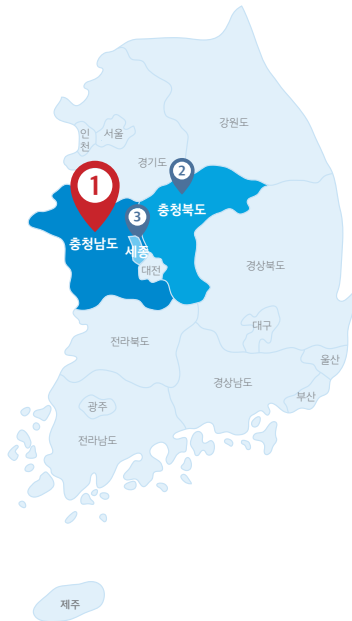 강원도
인
천
서울
경기도
2
1
충청북도
3
충청남도
세종
대전
경상북도
대구
전라북도
울산
경상남도
부산
광주
전라남도
제주